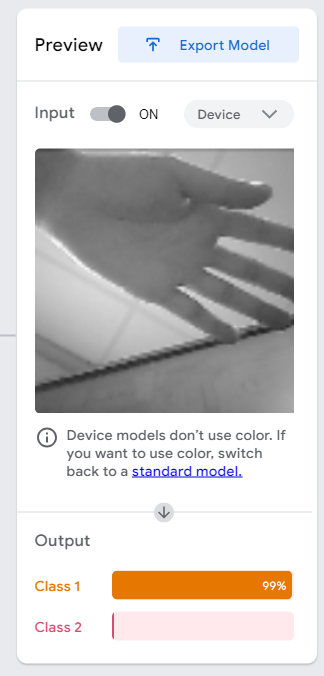 Preview
Export Model
Input
ON
Device
Device models don't use color. If
you want to use color, switch
back to a standard model.
Output
Class 1
99%
Class 2